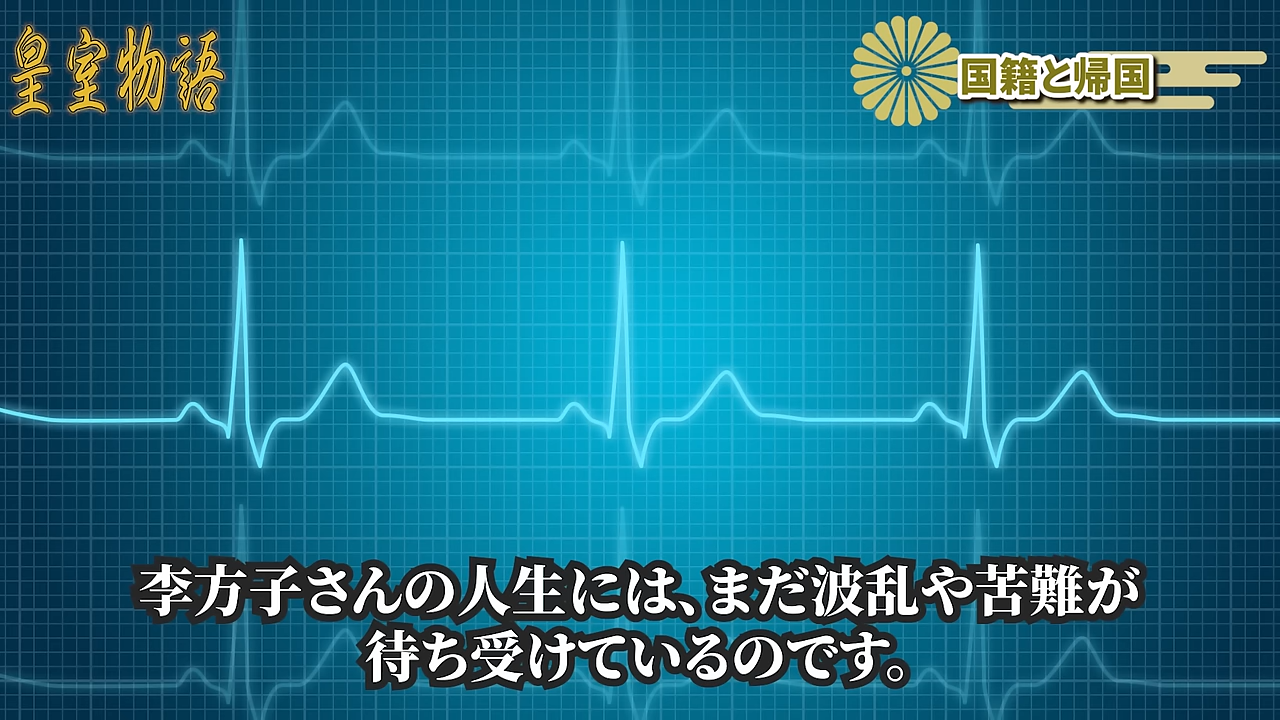 皇室物語
国籍と帰国
李方子さんの人生には、まだ波乱や苦難が
待ち受けているのです。